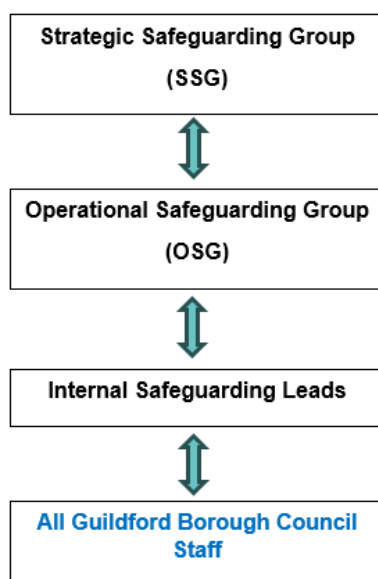 Strategic Safeguarding Group
(SSG)
Operational Safeguarding Group
(OSG)
Internal Safeguarding Leads
All Guildford Borough Council
Staff